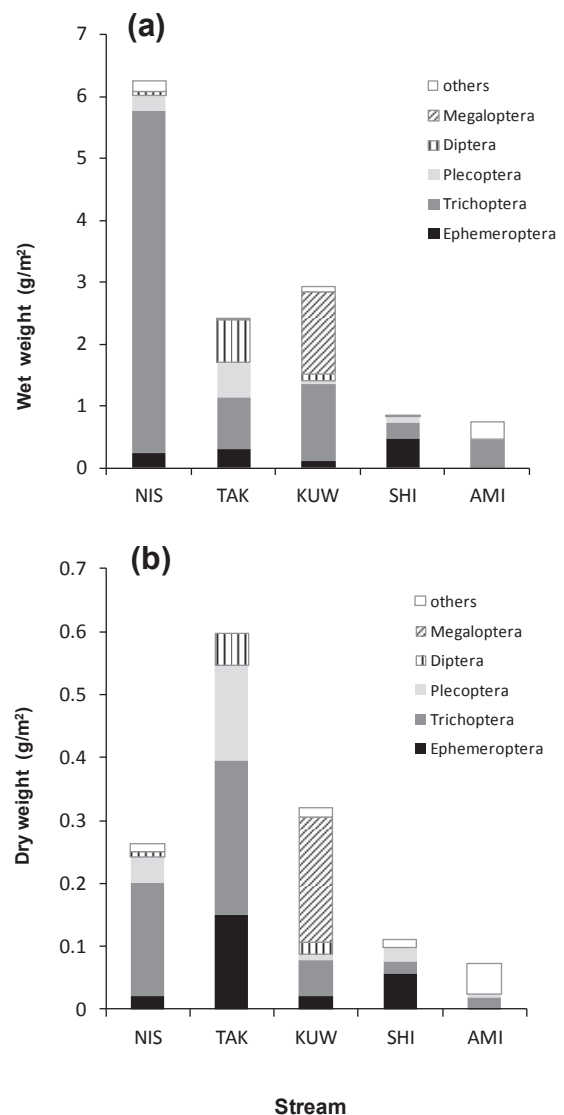 (a)
7
6
5
4
3
2
1
0
Wet weight (g/m²)
others
Megaloptera
Diptera
Plecoptera
Trichoptera
Ephemeroptera
NIS TAK KUW SHI AMI
(b)
0.7
0.6
0.5
0.4
0.3
0.2
0.1
0
Dry weight (g/m²)
others
Megaloptera
Diptera
Plecoptera
Trichoptera
Ephemeroptera
NIS TAK KUW SHI AMI
Stream